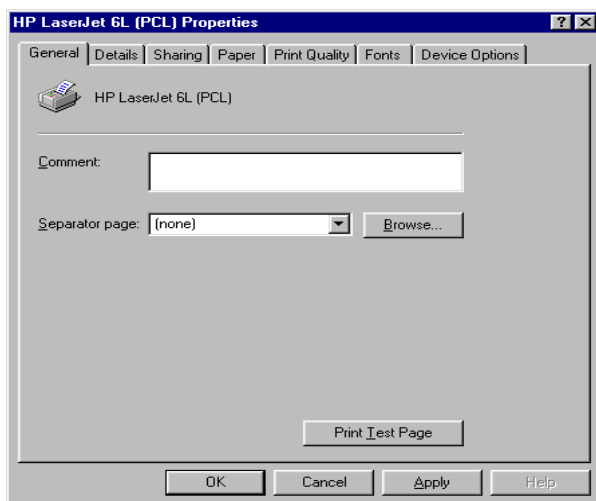 HP LaserJet 6L (PCL) Properties
General Details Sharing Paper Print Quality Fonts Device Options
HP LaserJet 6L (PCL)
Comment:
Separator page: (none) Browse...
Print Test Page
OK Cancel Apply Help